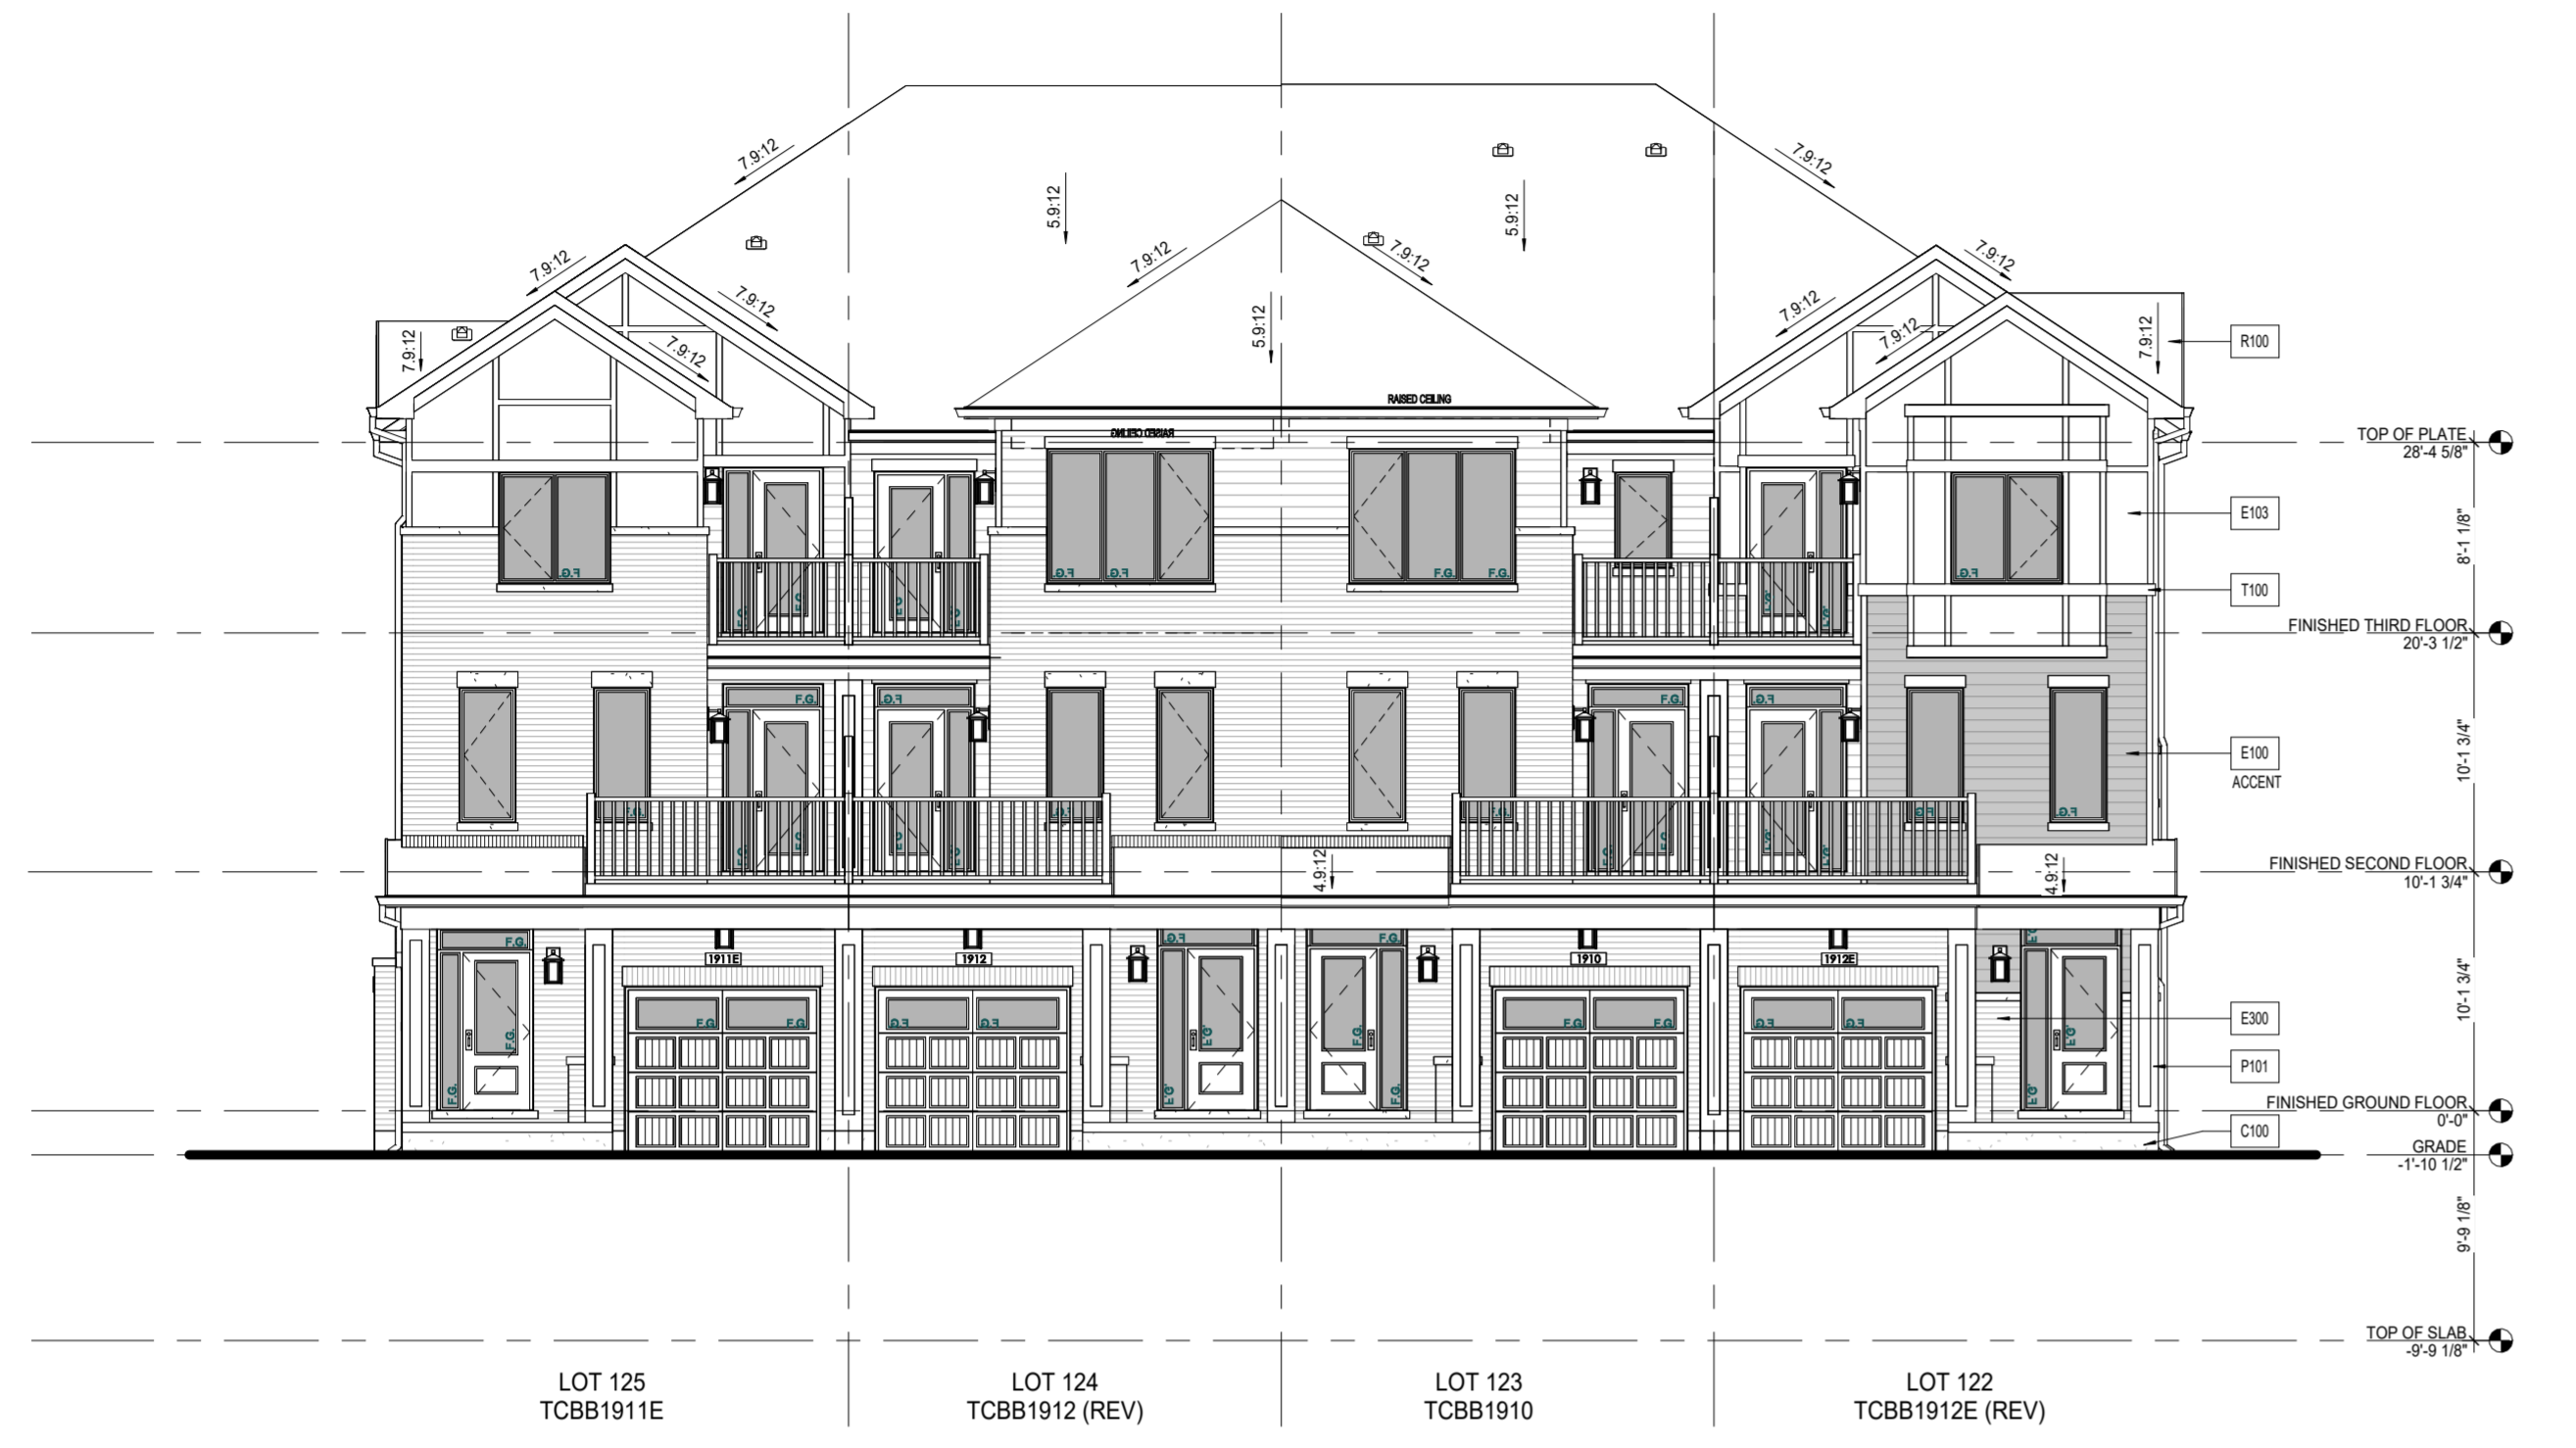 7.9:12
7.9:12
5.9:12
5.9:12
7.9:12
7.9:12
7.9:12
7.9:12
7.9:12
7.9:12
5.9:12
7.9:12
7.9:12
7.9:12
7.9:12
7.9:12
R100
RAISED CEILING
RAISED CEILING
TOP OF PLATE
28'-4 5/8"
E103
8'-1 1/8"
F.G.
F.G.
F.G.
F.G.
F.G.
F.G.
T100
F.G.
F.G.
F.G.
F.G.
F.G.
F.G.
FINISHED THIRD FLOOR
20'-3 1/2"
F.G.
F.G.
F.G.
F.G.
10'-1 3/4"
E100
ACCENT
F.G.
F.G.
F.G.
F.G.
F.G.
F.G.
F.G.
F.G.
F.G.
F.G.
F.G.
F.G.
F.G.
4.9:12
4.9:12
FINISHED SECOND FLOOR
10'-1 3/4"
F.G.
F.G.
F.G.
F.G.
1911E
1912
1910
1912E
10'-1 3/4"
F.G.
F.G.
F.G.
F.G.
F.G.
F.G.
F.G.
F.G.
E300
F.G.
F.G.
F.G.
F.G.
P101
F.G.
F.G.
F.G.
F.G.
FINISHED GROUND FLOOR
0'-0"
C100
GRADE
-1'-10 1/2"
9'-9 1/8"
TOP OF SLAB
-9'-9 1/8"
LOT 125
TCBB1911E
LOT 124
TCBB1912 (REV)
LOT 123
TCBB1910
LOT 122
TCBB1912E (REV)